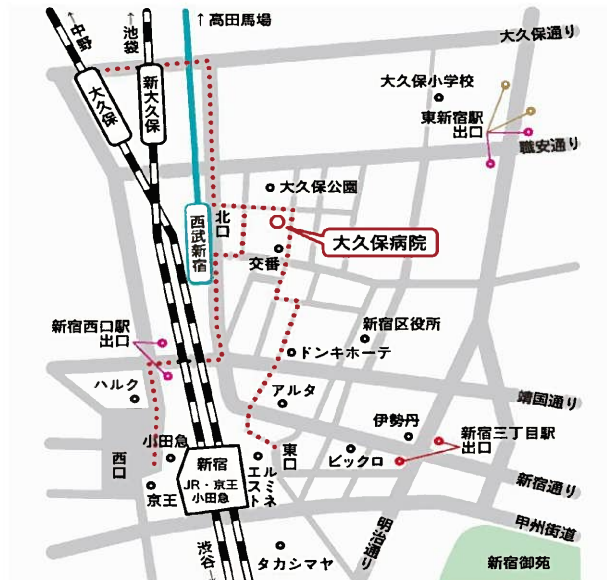 ↑中野
↑池袋
↑高田馬場
大久保通り
大久保
新大久保
大久保小学校
東新宿駅
出口
職安通り
大久保公園
北口
西武新宿
大久保病院
交番
新宿西口駅
出口
新宿区役所
ドンキホーテ
ハルク
アルタ
靖国通り
伊勢丹
新宿三丁目駅
出口
小田急
西口
新宿
JR・京王
小田急
東口
ビックロ
エルミネ
スト
京王
新宿通り
甲州街道
明治通り
渋谷↓
タカシマヤ
新宿御苑